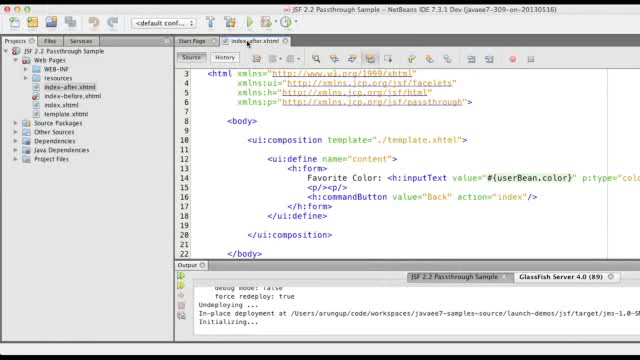 JSF 2.2 Passthrough Sample - NetBeans IDE 7.3.1 Dev (javaee7-309-on-20130516)
<default conf...
Projects Files Services
JSF 2.2 Passthrough Sample
Web Pages
WEB-INF
resources
index-after.xhtml
index-before.xhtml
index.xhtml
template.xhtml
Source Packages
Other Sources
Dependencies
Java Dependencies
Project Files
Start Page index-after.xhtml
Source History
3 <html xmlns="http://www.w3.org/1999/xhtml"
4 xmlns:ui="http://xmlns.jcp.org/jsf/facelets"
5 xmlns:h="http://xmlns.jcp.org/jsf/html"
6 xmlns:p="http://xmlns.jcp.org/jsf/passthrough">
7
8 <body>
9
10 <ui:composition template="./template.xhtml">
11
12 <ui:define name="content">
13 <h:form>
14 Favorite Color: <h:inputText value="#{userBean.color}" p:type="colo
15 <p/><p/>
16 <h:commandButton value="Back" action="index"/>
17 </h:form>
18 </ui:define>
19
20 </ui:composition>
21
22 </body>
Output
JSF 2.2 Passthrough Sample GlassFish Server 4.0 (89)
debug mode: false
force redeploy: true
Undeploying ...
In-place deployment at /Users/arungup/code/workspaces/javaee7-samples~source/launch-demos/jsf/target/jms-1.0-SN
Initializing...